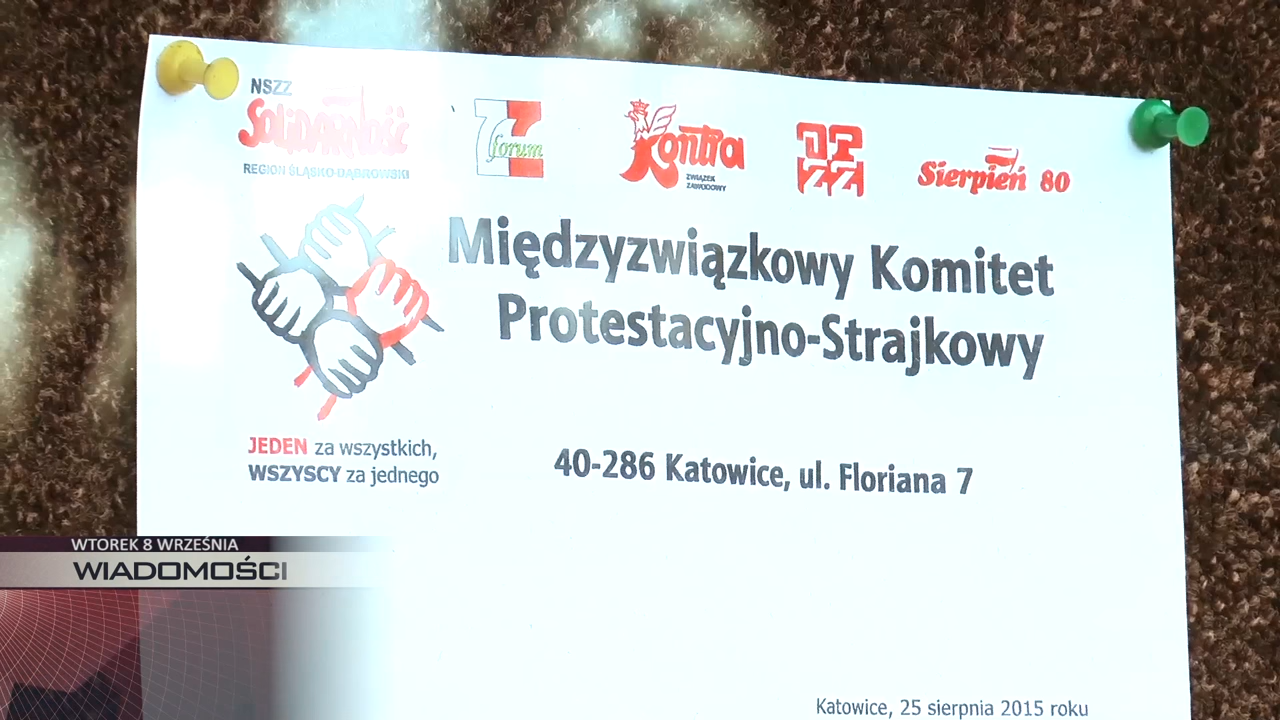 NSZZ
Solidarność
REGION ŚLĄSKO-DĄBROWSKI
forum
Kontra
ZWIĄZEK
ZAWODOWY
OPZZ
Sierpień 80
Międzyzwiązkowy Komitet
Protestacyjno-Strajkowy
JEDEN za wszystkich,
WSZYSCY za jednego
40-286 Katowice, ul. Floriana 7
WTOREK 8 WRZEŚNIA
WIADOMOŚCI
Katowice, 25 sierpnia 2015 roku